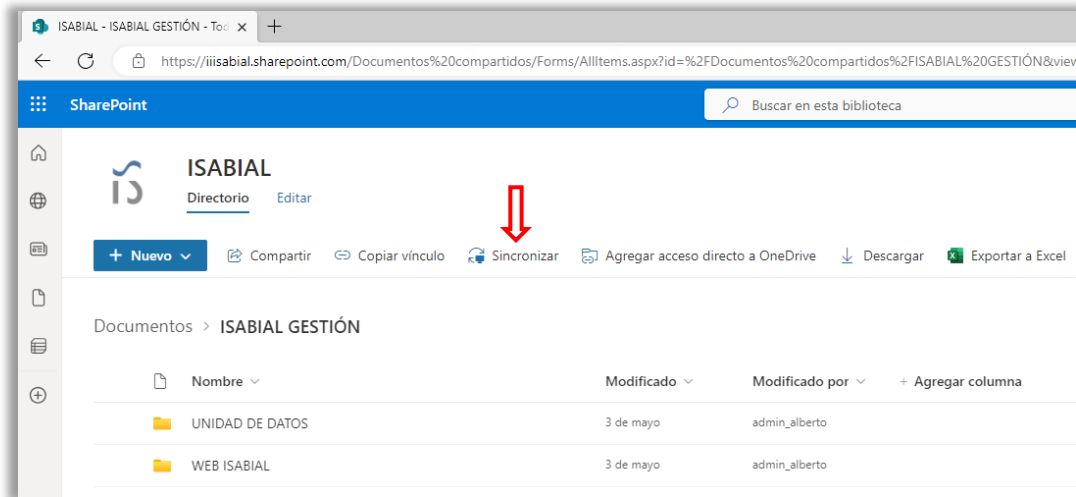 ISABIAL - ISABIAL GESTIÓN - Tod
https://iiisabial.sharepoint.com/Documentos%20compartidos/Forms/AllItems.aspx?id=%2FDocumentos%20compartidos%2FISABIAL%20GESTIÓN&view
SharePoint
Buscar en esta biblioteca
ISABIAL
Directorio Editar
Nuevo Compartir Copiar vínculo Sincronizar Agregar acceso directo a OneDrive Descargar Exportar a Excel
Documentos > ISABIAL GESTIÓN
Nombre Modificado Modificado por + Agregar columna
UNIDAD DE DATOS 3 de mayo admin_alberto
WEB ISABIAL 3 de mayo admin_alberto